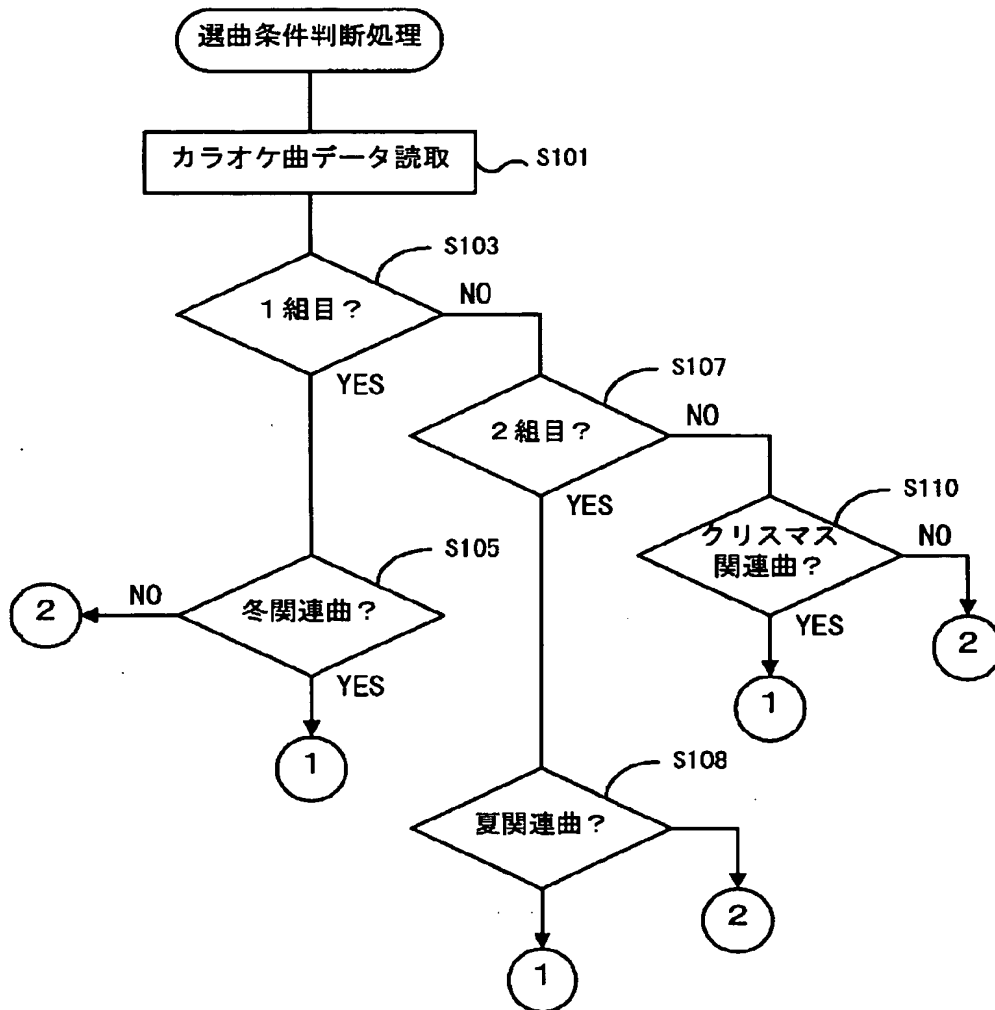 選曲条件判断処理
カラオケ曲データ読取
S101
S103
1組目?
NO
YES
S107
2組目?
NO
YES
S110
クリスマス
関連曲?
NO
YES
2
1
S105
冬関連曲?
NO
2
YES
1
S108
夏関連曲?
2
1